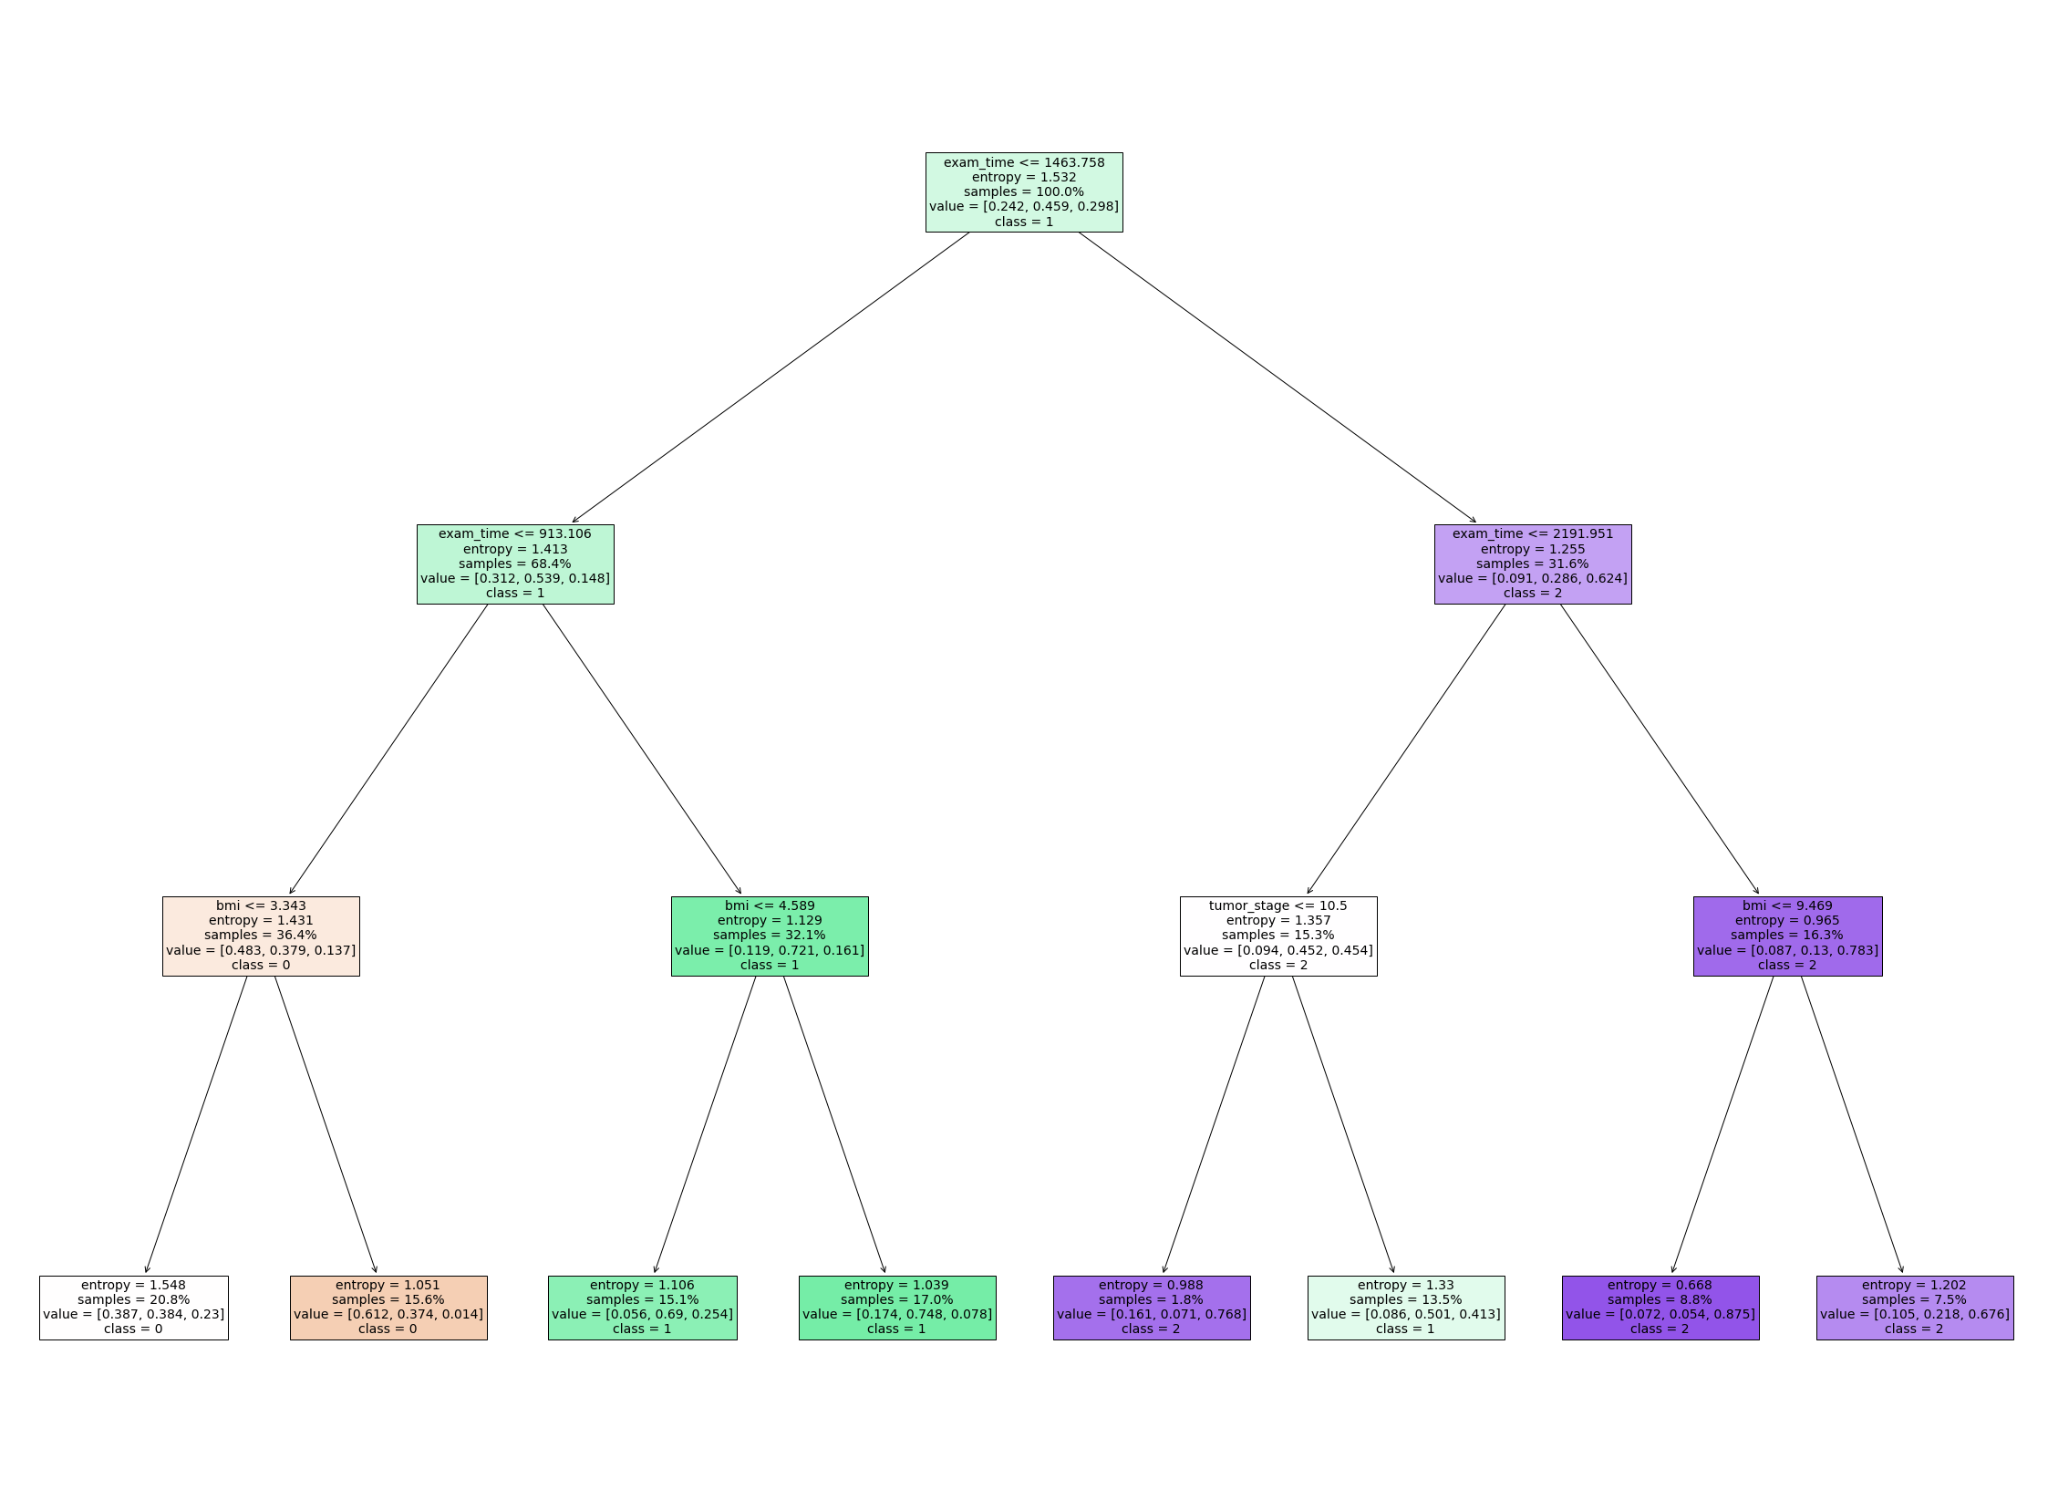 exam_time <= 1463.758
entropy = 1.532
samples = 100.0%
value = [0.242, 0.459, 0.298]
class = 1
exam_time <= 913.106
entropy = 1.413
samples = 68.4%
value = [0.312, 0.539, 0.148]
class = 1
exam_time <= 2191.951
entropy = 1.255
samples = 31.6%
value = [0.091, 0.286, 0.624]
class = 2
bmi <= 3.343
entropy = 1.431
samples = 36.4%
value = [0.483, 0.379, 0.137]
class = 0
bmi <= 4.589
entropy = 1.129
samples = 32.1%
value = [0.119, 0.721, 0.161]
class = 1
tumor_stage <= 10.5
entropy = 1.357
samples = 15.3%
value = [0.094, 0.452, 0.454]
class = 2
bmi <= 9.469
entropy = 0.965
samples = 16.3%
value = [0.087, 0.13, 0.783]
class = 2
entropy = 1.548
samples = 20.8%
value = [0.387, 0.384, 0.23]
class = 0
entropy = 1.051
samples = 15.6%
value = [0.612, 0.374, 0.014]
class = 0
entropy = 1.106
samples = 15.1%
value = [0.056, 0.69, 0.254]
class = 1
entropy = 1.039
samples = 17.0%
value = [0.174, 0.748, 0.078]
class = 1
entropy = 0.988
samples = 1.8%
value = [0.161, 0.071, 0.768]
class = 2
entropy = 1.33
samples = 13.5%
value = [0.086, 0.501, 0.413]
class = 1
entropy = 0.668
samples = 8.8%
value = [0.072, 0.054, 0.875]
class = 2
entropy = 1.202
samples = 7.5%
value = [0.105, 0.218, 0.676]
class = 2